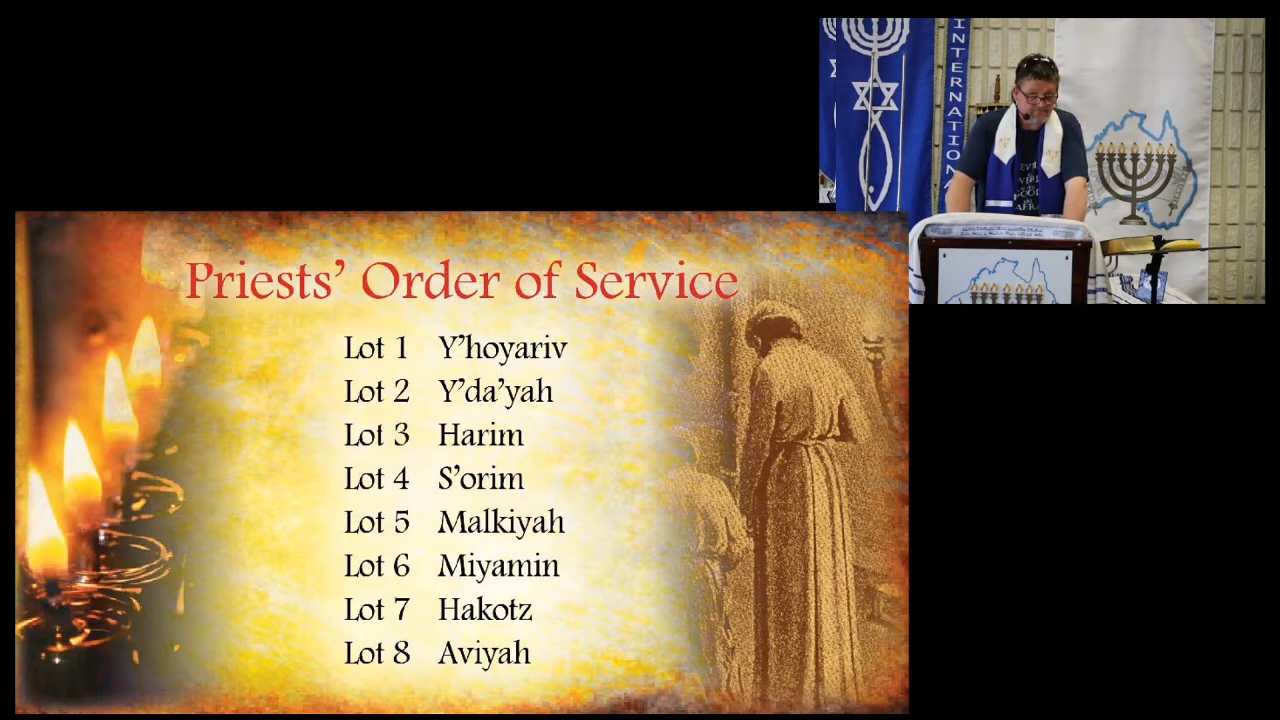 Priests’ Order of Service
Lot 1 Y’hoyariv
Lot 2 Y’da’yah
Lot 3 Harim
Lot 4 S’orim
Lot 5 Malkiyah
Lot 6 Miyamin
Lot 7 Hakotz
Lot 8 Aviyah
INTERNATIONA